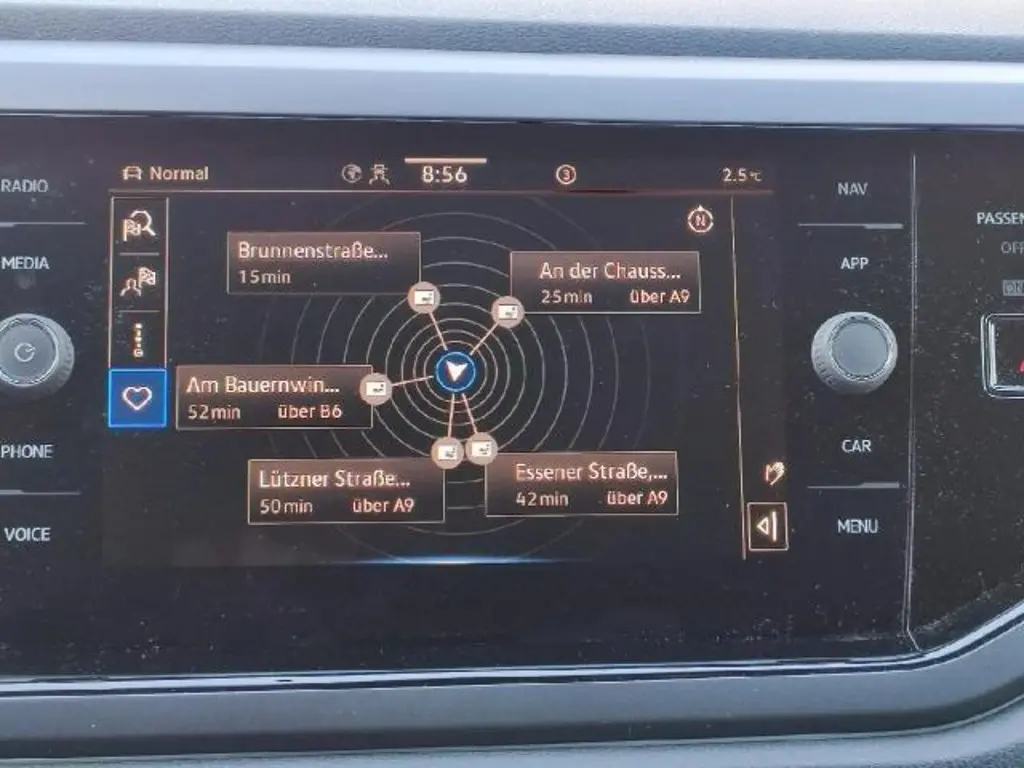 RADIO
MEDIA
PHONE
VOICE
Normal
8:56
3
2.5°C
N
Brunnenstraße...
15min
An der Chauss...
25min über A9
Am Bauernwin...
52min über B6
Lützner Straße...
50min über A9
Essener Straße,...
42min über A9
NAV
APP
CAR
MENU
PASSEN
OFF